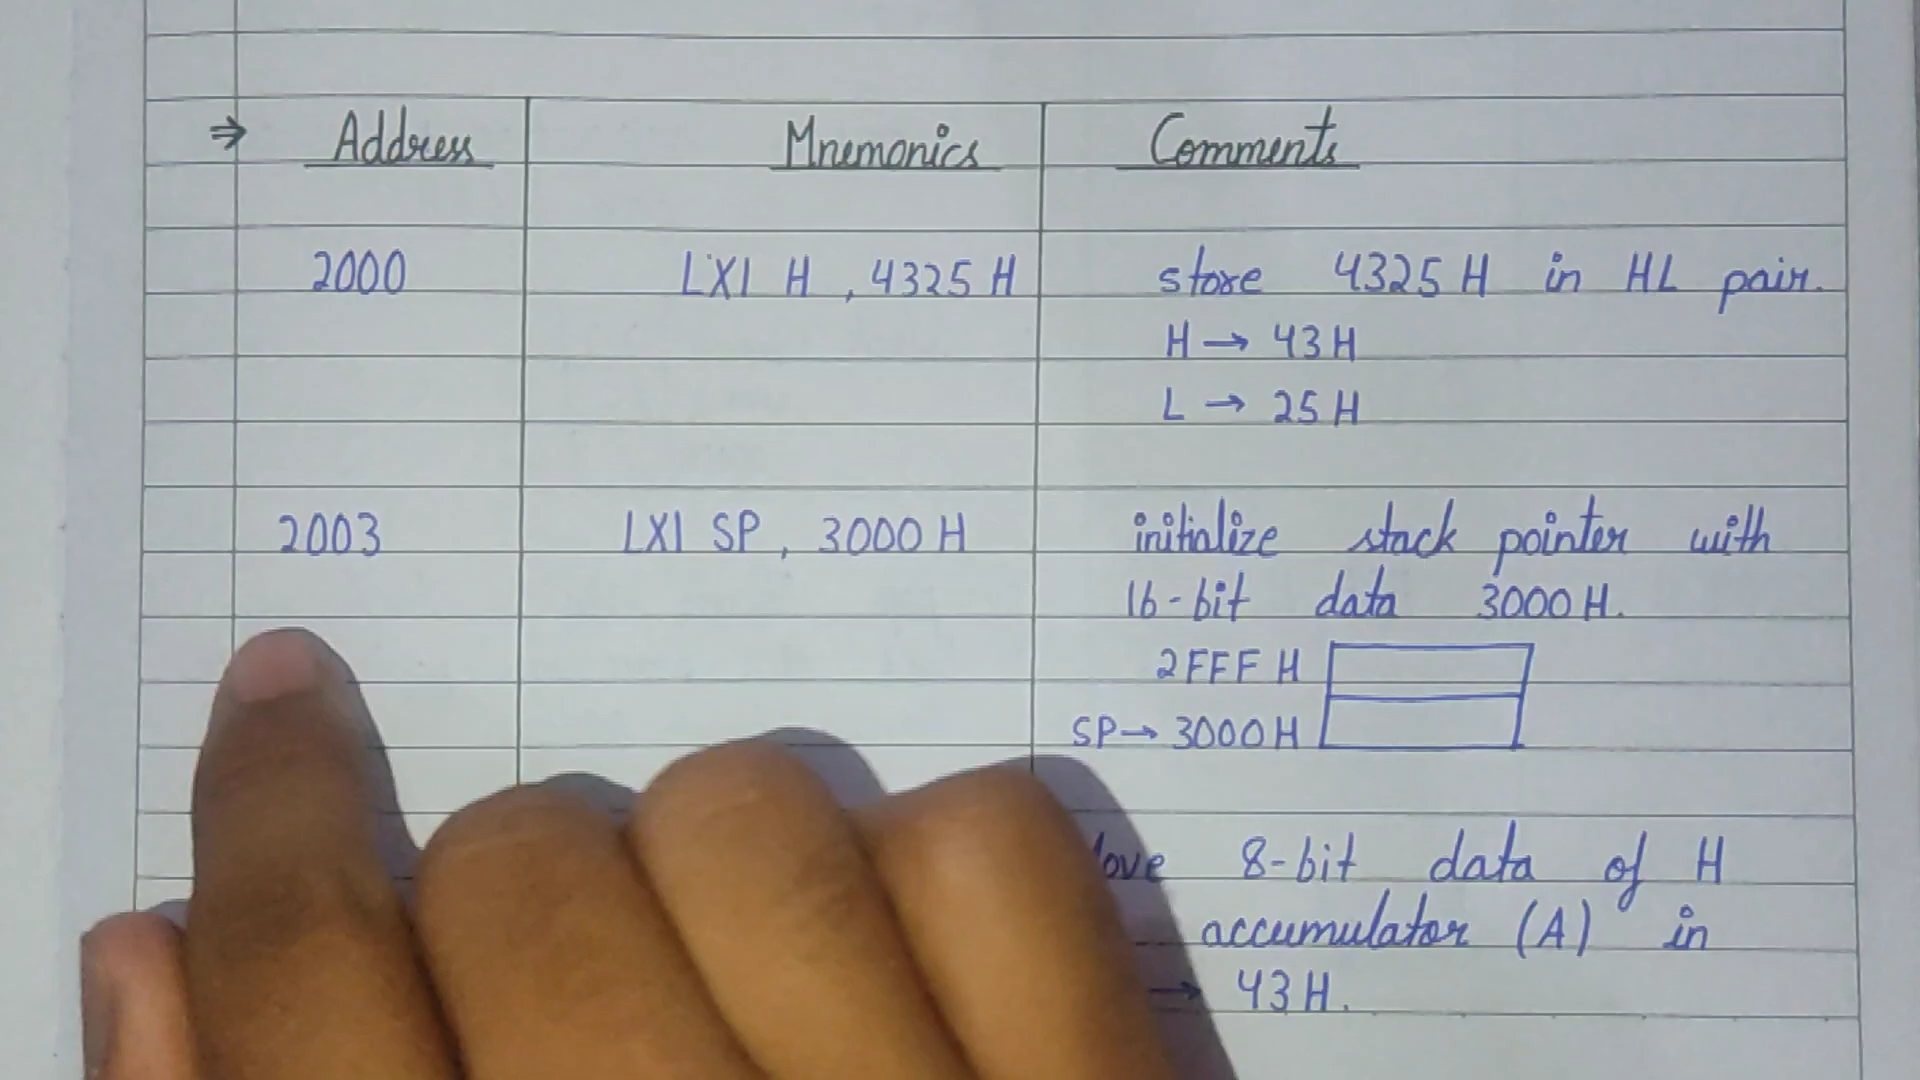 ⇒ Address Mnemonics Comments
2000 LXI H , 4325 H store 4325 H in HL pair.
H → 43 H
L → 25 H
2003 LXI SP , 3000 H initialize stack pointer with
16-bit data 3000 H.
2FFF H
SP → 3000 H
8-bit data of H
accumulator (A) in
→ 43 H.